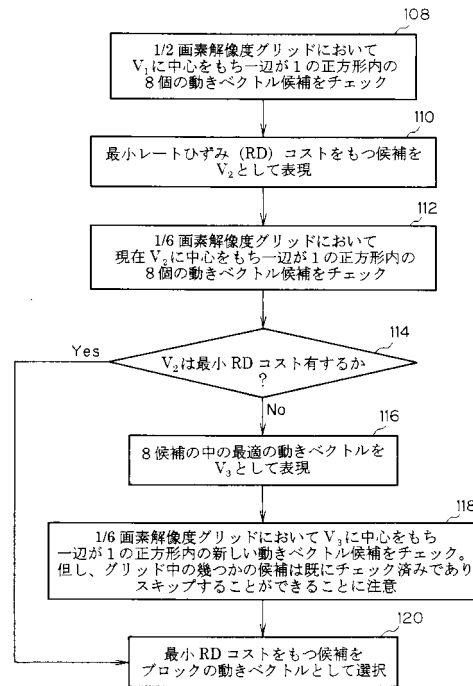 108
1/2 画素解像度グリッドにおいて
V₁に中心をもち一辺が１の正方形内の
８個の動きベクトル候補をチェック
110
最小レートひずみ（RD）コストをもつ候補を
V₂として表現
112
1/6 画素解像度グリッドにおいて
現在 V₂に中心をもち一辺が１の正方形内の
８個の動きベクトル候補をチェック
114
V₂は最小 RD コスト有するか
?
Yes
No
116
８候補の中の最適の動きベクトルを
V₃として表現
118
1/6 画素解像度グリッドにおいて V₃に中心をもち
一辺が１の正方形内の新しい動きベクトル候補をチェック。
但し、グリッド中の幾つかの候補は既にチェック済みであり
スキップすることができることに注意
120
最小 RD コストをもつ候補を
ブロックの動きベクトルとして選択